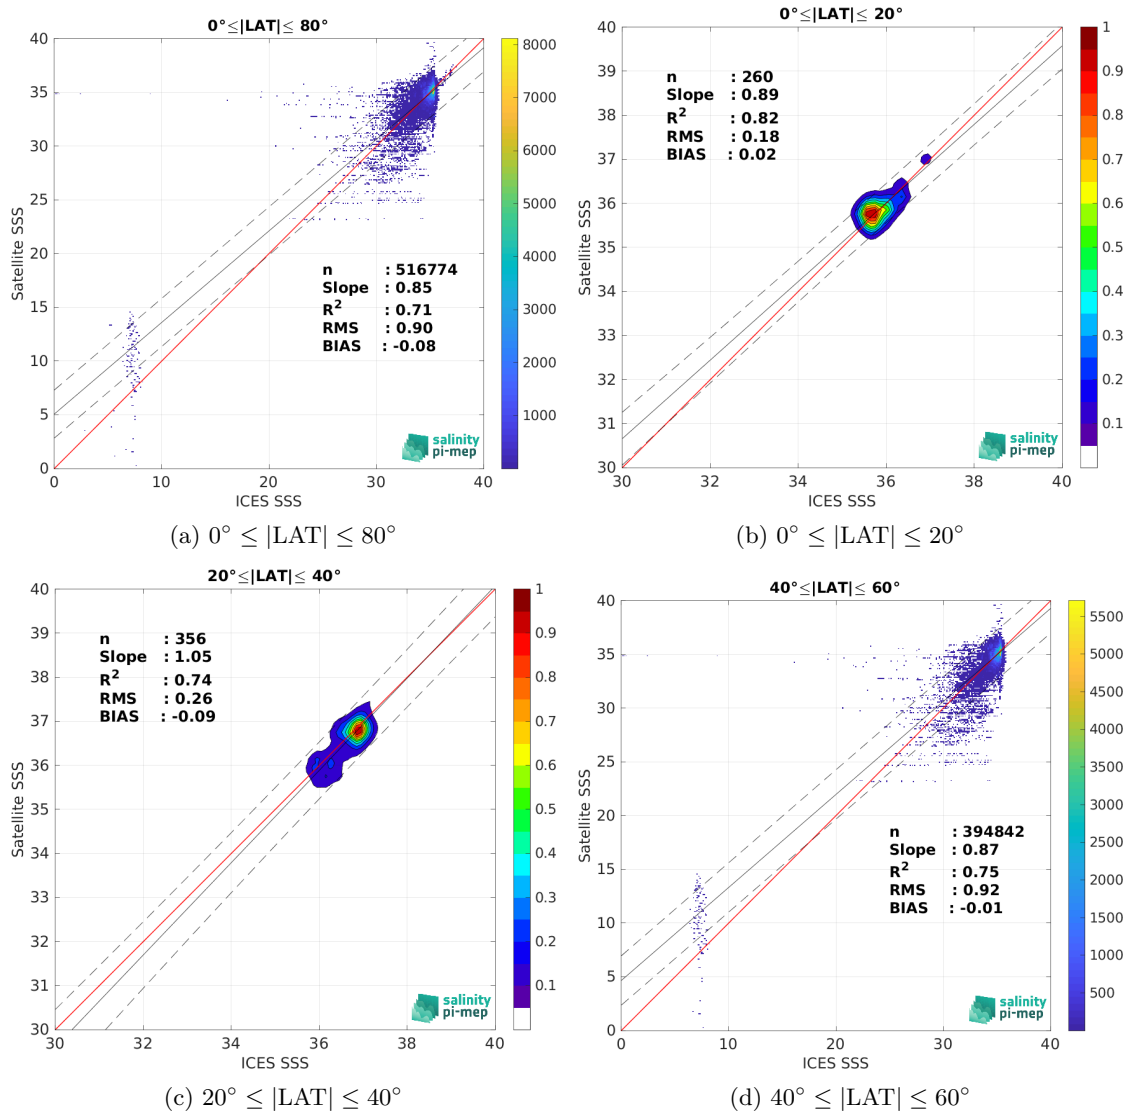 0°≤|LAT|≤ 80°
40
35
30
25
20
15
10
5
0
Satellite SSS
n : 516774
Slope : 0.85
R² : 0.71
RMS : 0.90
BIAS : -0.08
salinity
pi-mep
0 10 20 30 40
ICES SSS
8000
7000
6000
5000
4000
3000
2000
1000
(a) 0° ≤ |LAT| ≤ 80°
0°≤|LAT|≤ 20°
40
39
38
37
36
35
34
33
32
31
30
Satellite SSS
n : 260
Slope : 0.89
R² : 0.82
RMS : 0.18
BIAS : 0.02
salinity
pi-mep
30 32 34 36 38 40
ICES SSS
1
0.9
0.8
0.7
0.6
0.5
0.4
0.3
0.2
0.1
(b) 0° ≤ |LAT| ≤ 20°
20°≤|LAT|≤ 40°
40
39
38
37
36
35
34
33
32
31
30
Satellite SSS
n : 356
Slope : 1.05
R² : 0.74
RMS : 0.26
BIAS : -0.09
salinity
pi-mep
30 32 34 36 38 40
ICES SSS
1
0.9
0.8
0.7
0.6
0.5
0.4
0.3
0.2
0.1
(c) 20° ≤ |LAT| ≤ 40°
40°≤|LAT|≤ 60°
40
35
30
25
20
15
10
5
0
Satellite SSS
n : 394842
Slope : 0.87
R² : 0.75
RMS : 0.92
BIAS : -0.01
salinity
pi-mep
0 10 20 30 40
ICES SSS
5500
5000
4500
4000
3500
3000
2500
2000
1500
1000
500
(d) 40° ≤ |LAT| ≤ 60°